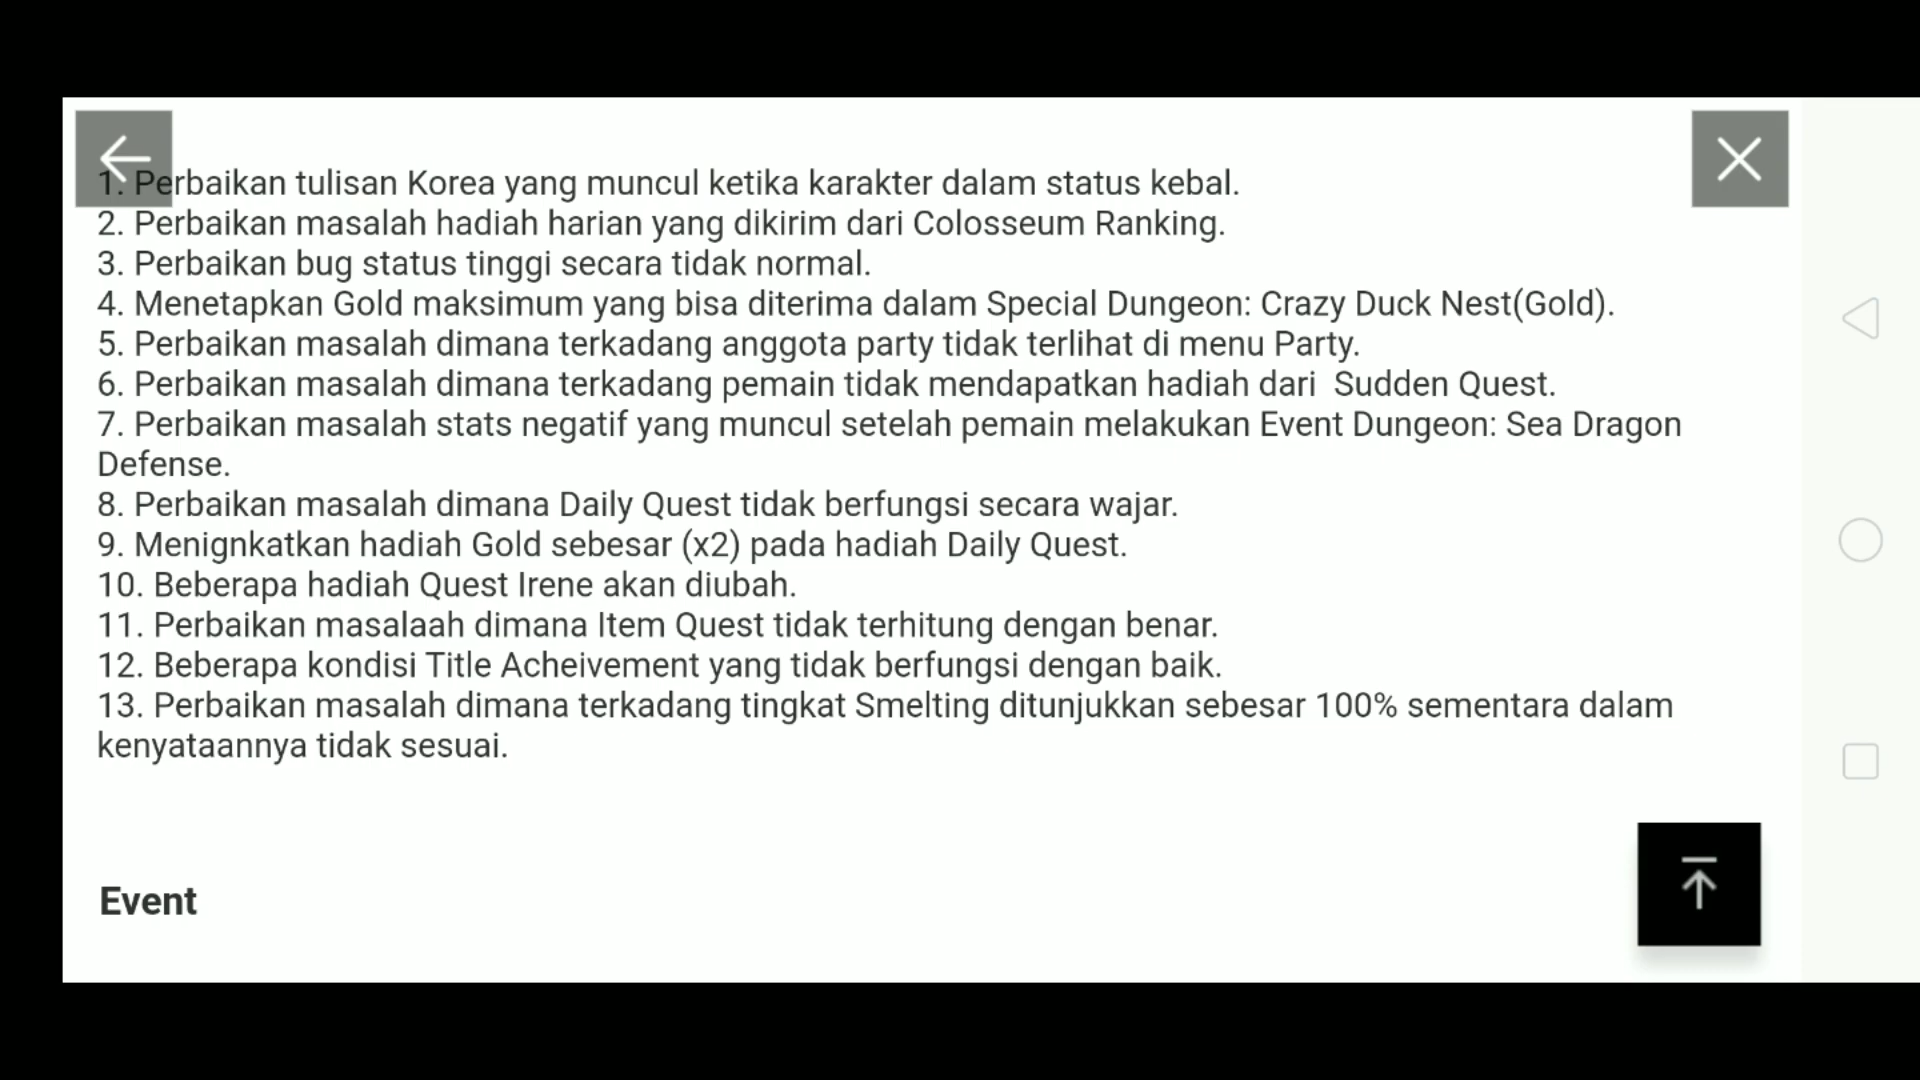 1. Perbaikan tulisan Korea yang muncul ketika karakter dalam status kebal.
2. Perbaikan masalah hadiah harian yang dikirim dari Colosseum Ranking.
3. Perbaikan bug status tinggi secara tidak normal.
4. Menetapkan Gold maksimum yang bisa diterima dalam Special Dungeon: Crazy Duck Nest(Gold).
5. Perbaikan masalah dimana terkadang anggota party tidak terlihat di menu Party.
6. Perbaikan masalah dimana terkadang pemain tidak mendapatkan hadiah dari  Sudden Quest.
7. Perbaikan masalah stats negatif yang muncul setelah pemain melakukan Event Dungeon: Sea Dragon
Defense.
8. Perbaikan masalah dimana Daily Quest tidak berfungsi secara wajar.
9. Menignkatkan hadiah Gold sebesar (x2) pada hadiah Daily Quest.
10. Beberapa hadiah Quest Irene akan diubah.
11. Perbaikan masalaah dimana Item Quest tidak terhitung dengan benar.
12. Beberapa kondisi Title Acheivement yang tidak berfungsi dengan baik.
13. Perbaikan masalah dimana terkadang tingkat Smelting ditunjukkan sebesar 100% sementara dalam
kenyataannya tidak sesuai.
Event